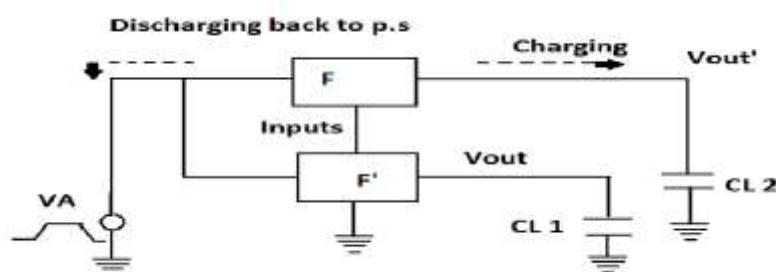 Discharging back to p.s
Charging
Vout'
F
Inputs
Vout
F'
VA
CL 1
CL 2